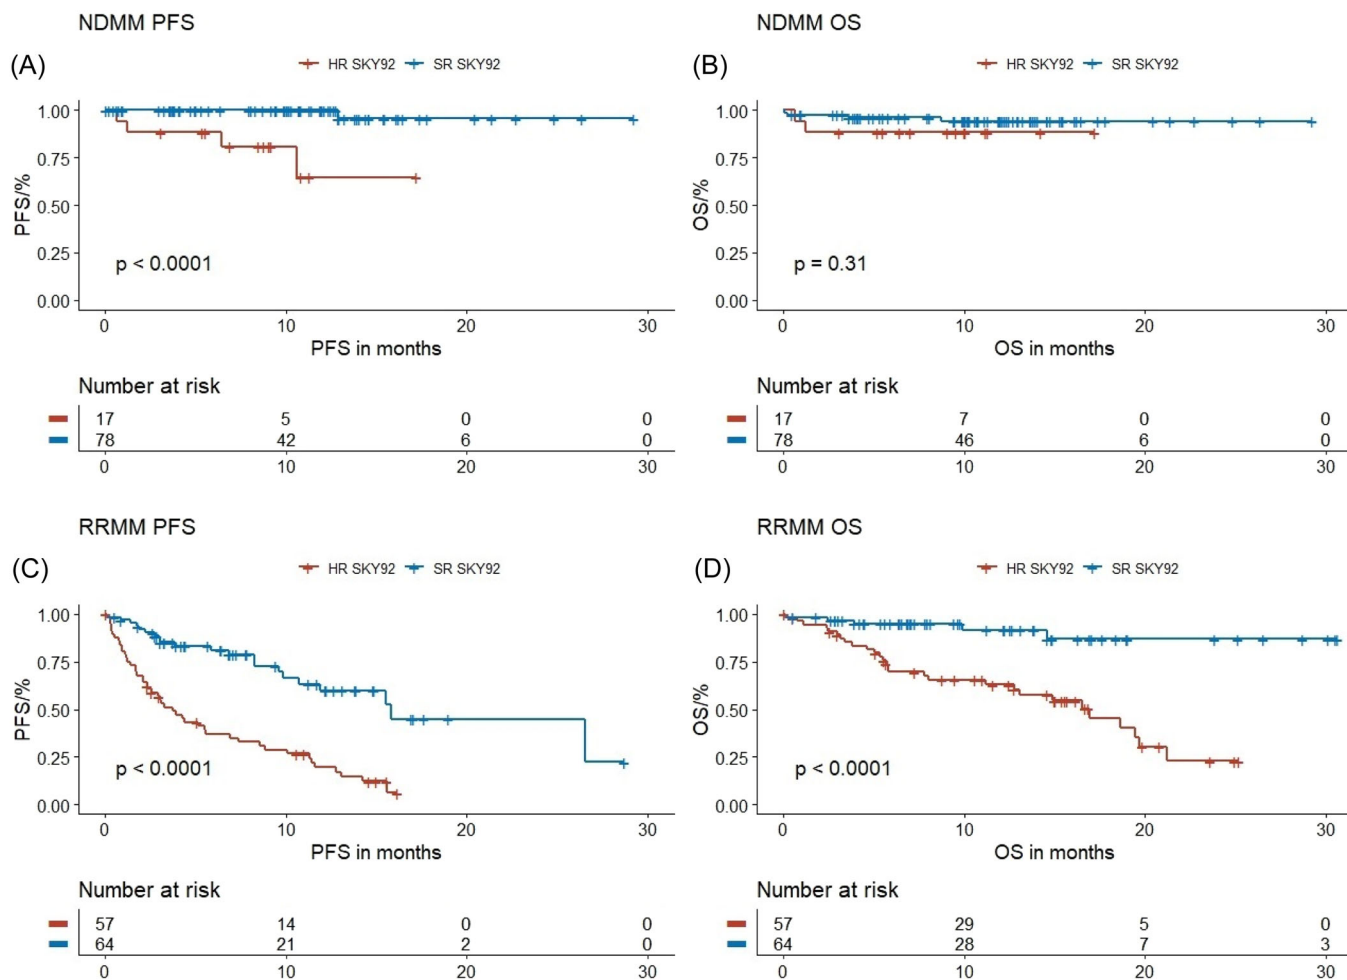 NDMM PFS
(A)
HR SKY92 SR SKY92
PFS/%
1.00
0.75
0.50
0.25
0.00
p < 0.0001
0 10 20 30
PFS in months
Number at risk
17 5 0 0
78 42 6 0
0 10 20 30
NDMM OS
(B)
HR SKY92 SR SKY92
OS/%
1.00
0.75
0.50
0.25
0.00
p = 0.31
0 10 20 30
OS in months
Number at risk
17 7 0 0
78 46 6 0
0 10 20 30
RRMM PFS
(C)
HR SKY92 SR SKY92
PFS/%
1.00
0.75
0.50
0.25
0.00
p < 0.0001
0 10 20 30
PFS in months
Number at risk
57 14 0 0
64 21 2 0
0 10 20 30
RRMM OS
(D)
HR SKY92 SR SKY92
OS/%
1.00
0.75
0.50
0.25
0.00
p < 0.0001
0 10 20 30
OS in months
Number at risk
57 29 5 0
64 28 7 3
0 10 20 30